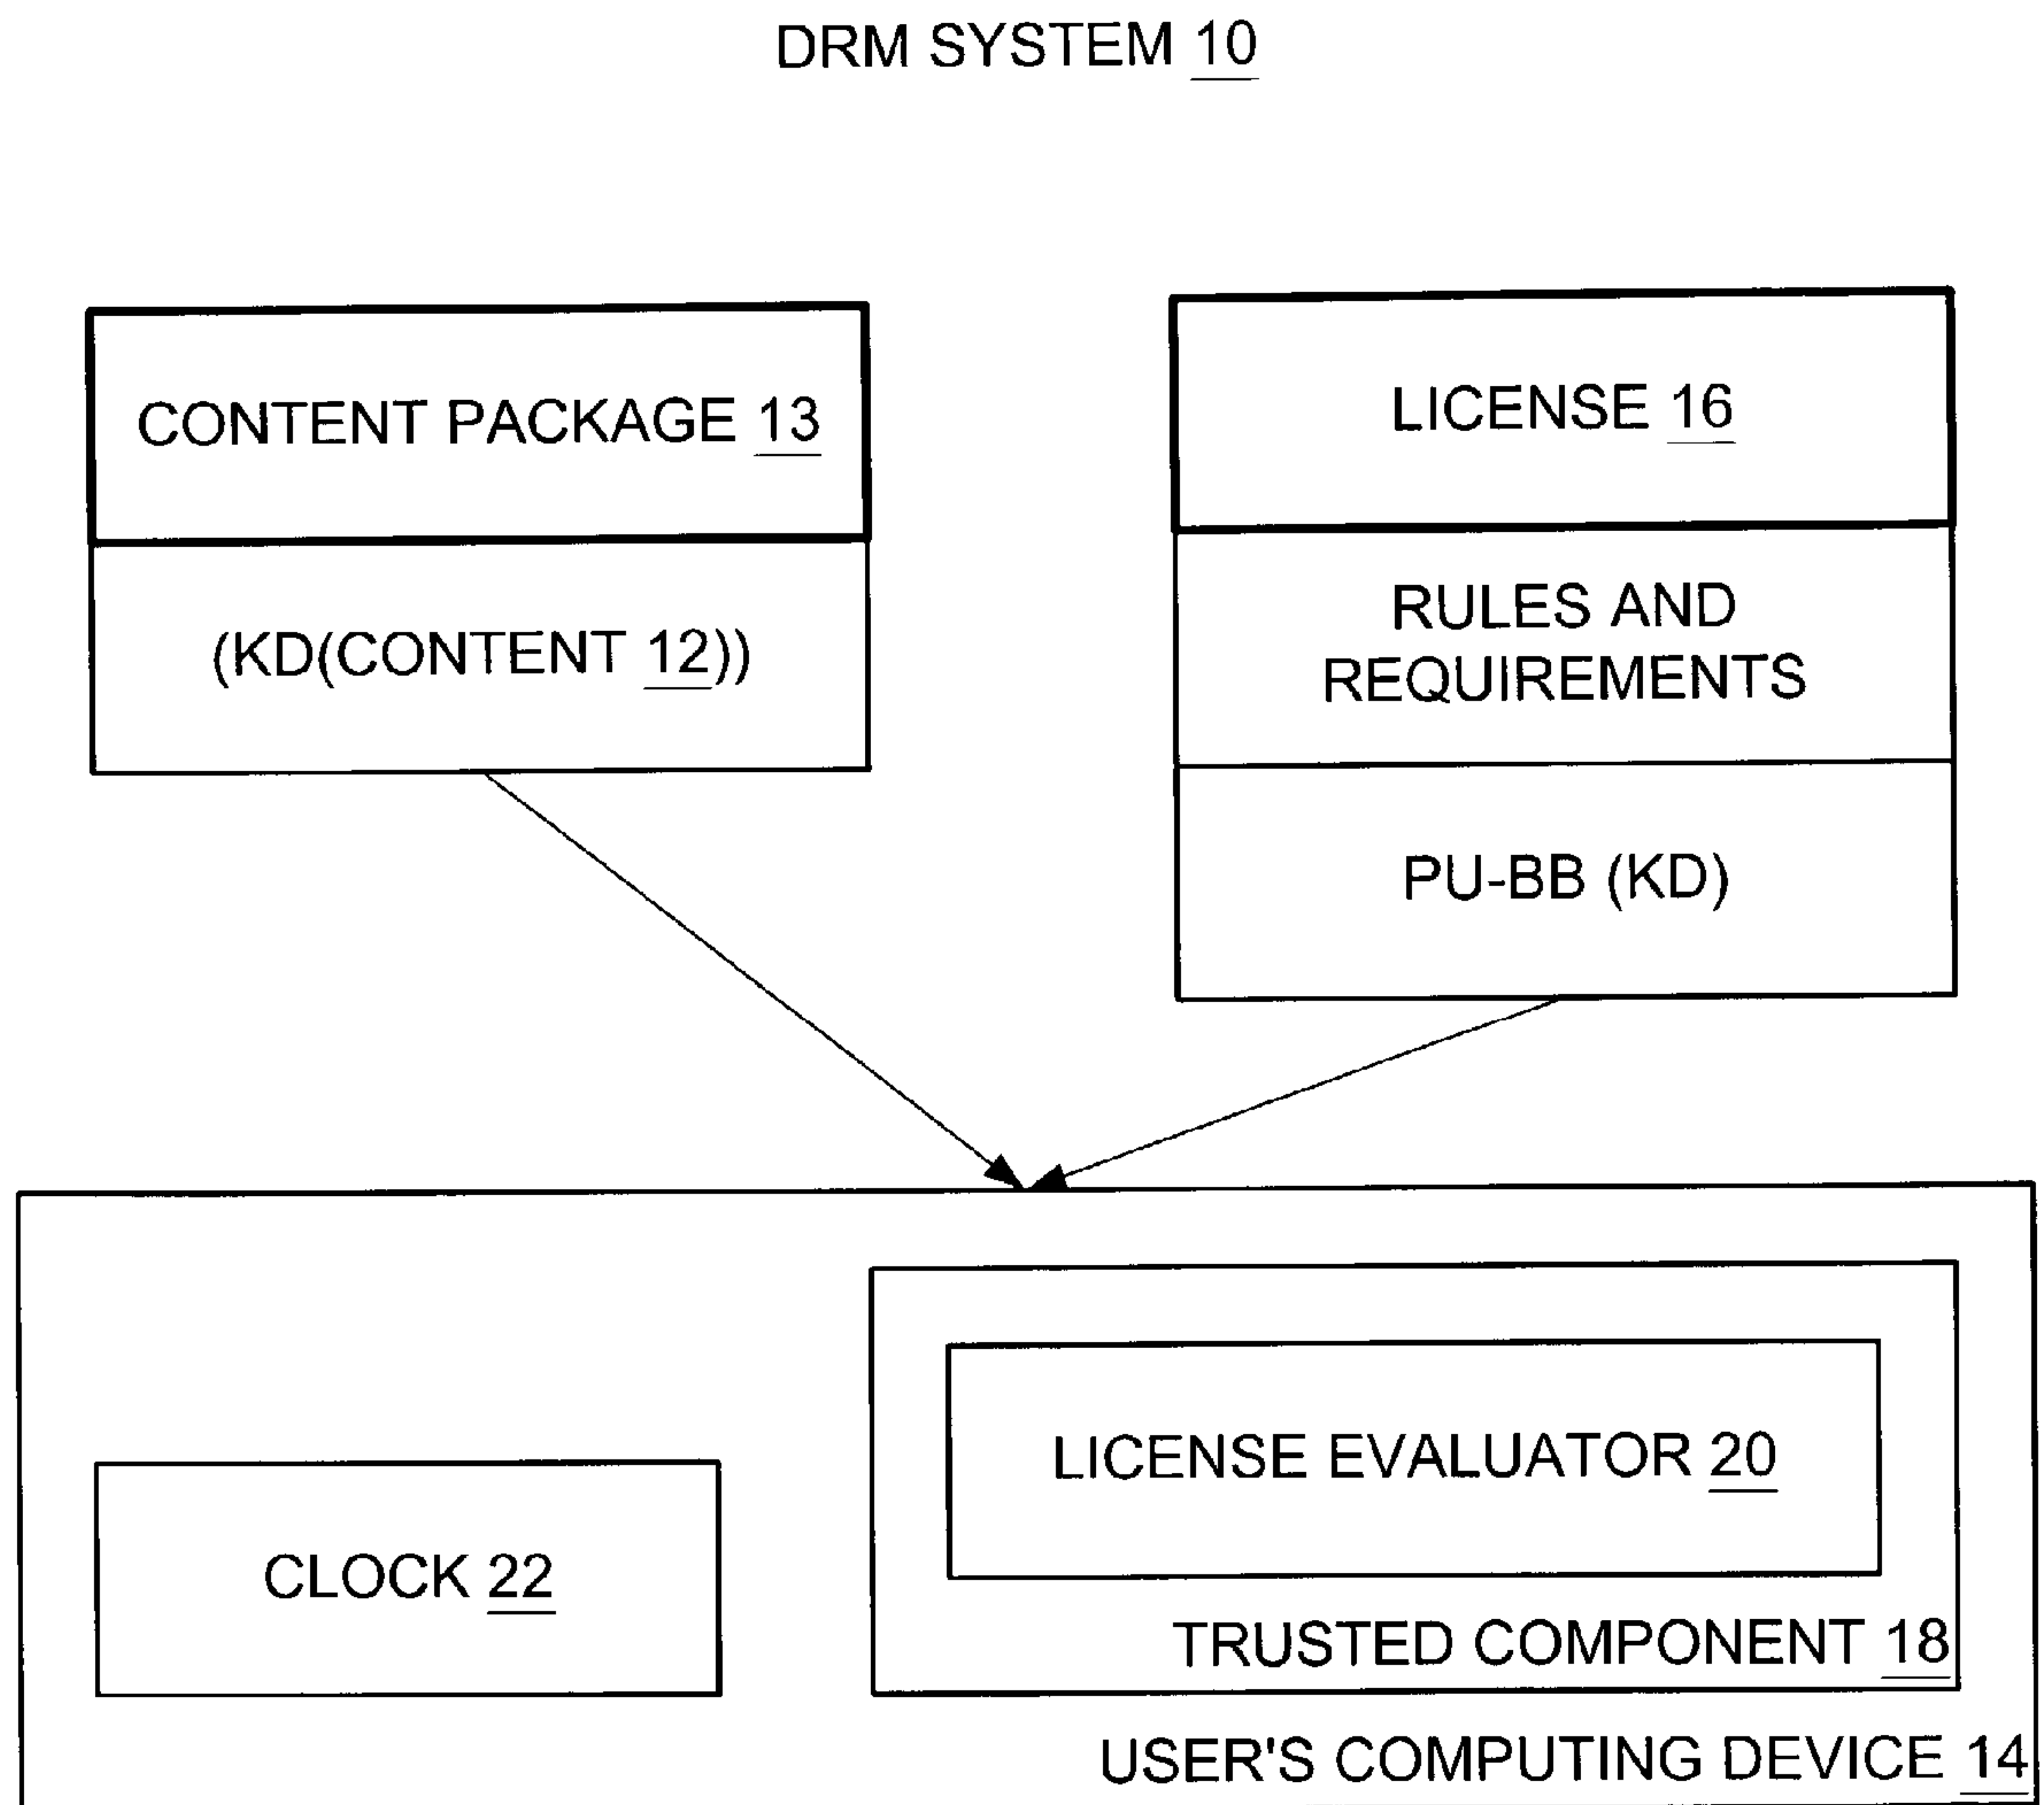 DRM SYSTEM 10
CONTENT PACKAGE 13
(KD(CONTENT 12))
LICENSE 16
RULES AND
REQUIREMENTS
PU-BB (KD)
CLOCK 22
LICENSE EVALUATOR 20
TRUSTED COMPONENT 18
USER'S COMPUTING DEVICE 14